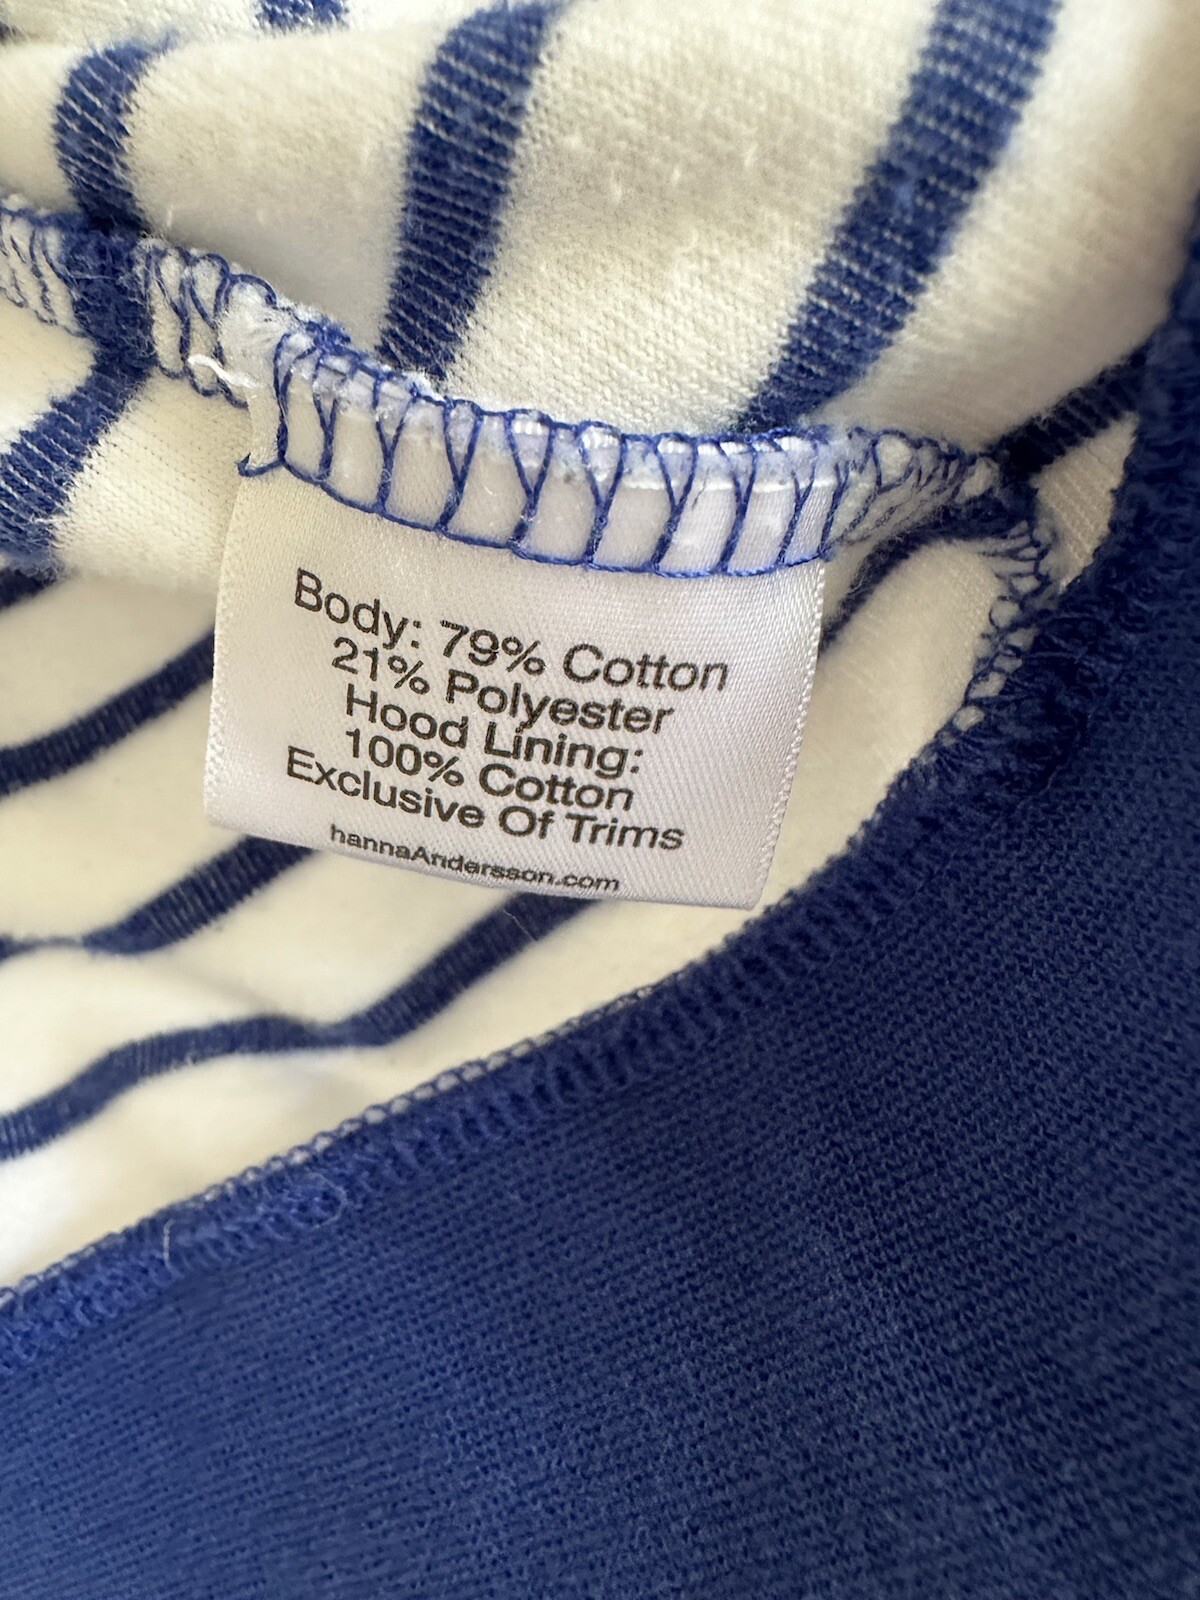 Body: 79% Cotton
21% Polyester
Hood Lining:
100% Cotton
Exclusive Of Trims
hannaAndersson.com